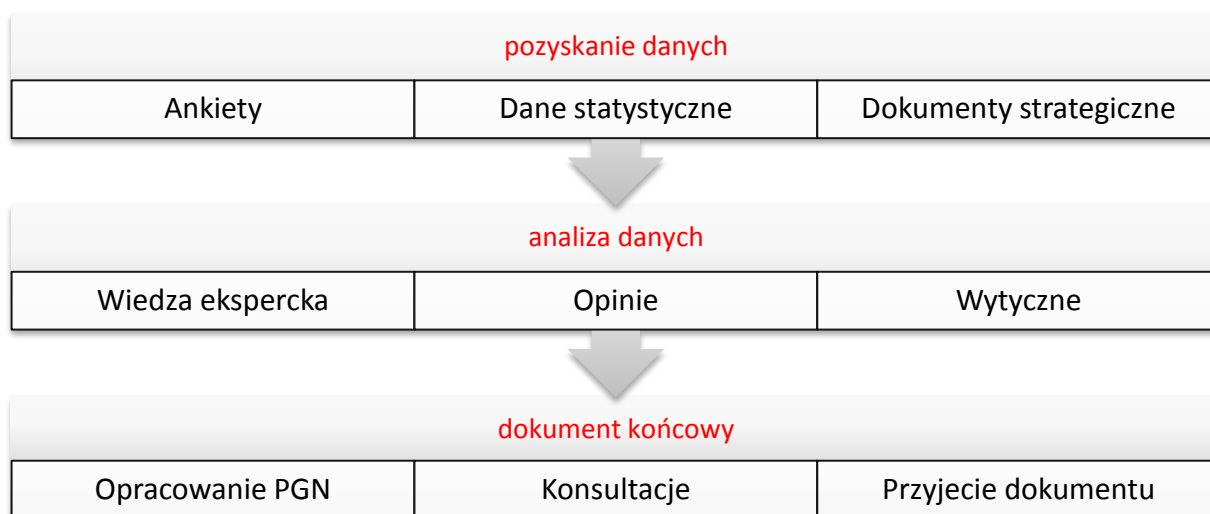 pozyskanie danych
Ankiety Dane statystyczne Dokumenty strategiczne
analiza danych
Wiedza ekspercka Opinie Wytyczne
dokument końcowy
Opracowanie PGN Konsultacje Przyjecie dokumentu